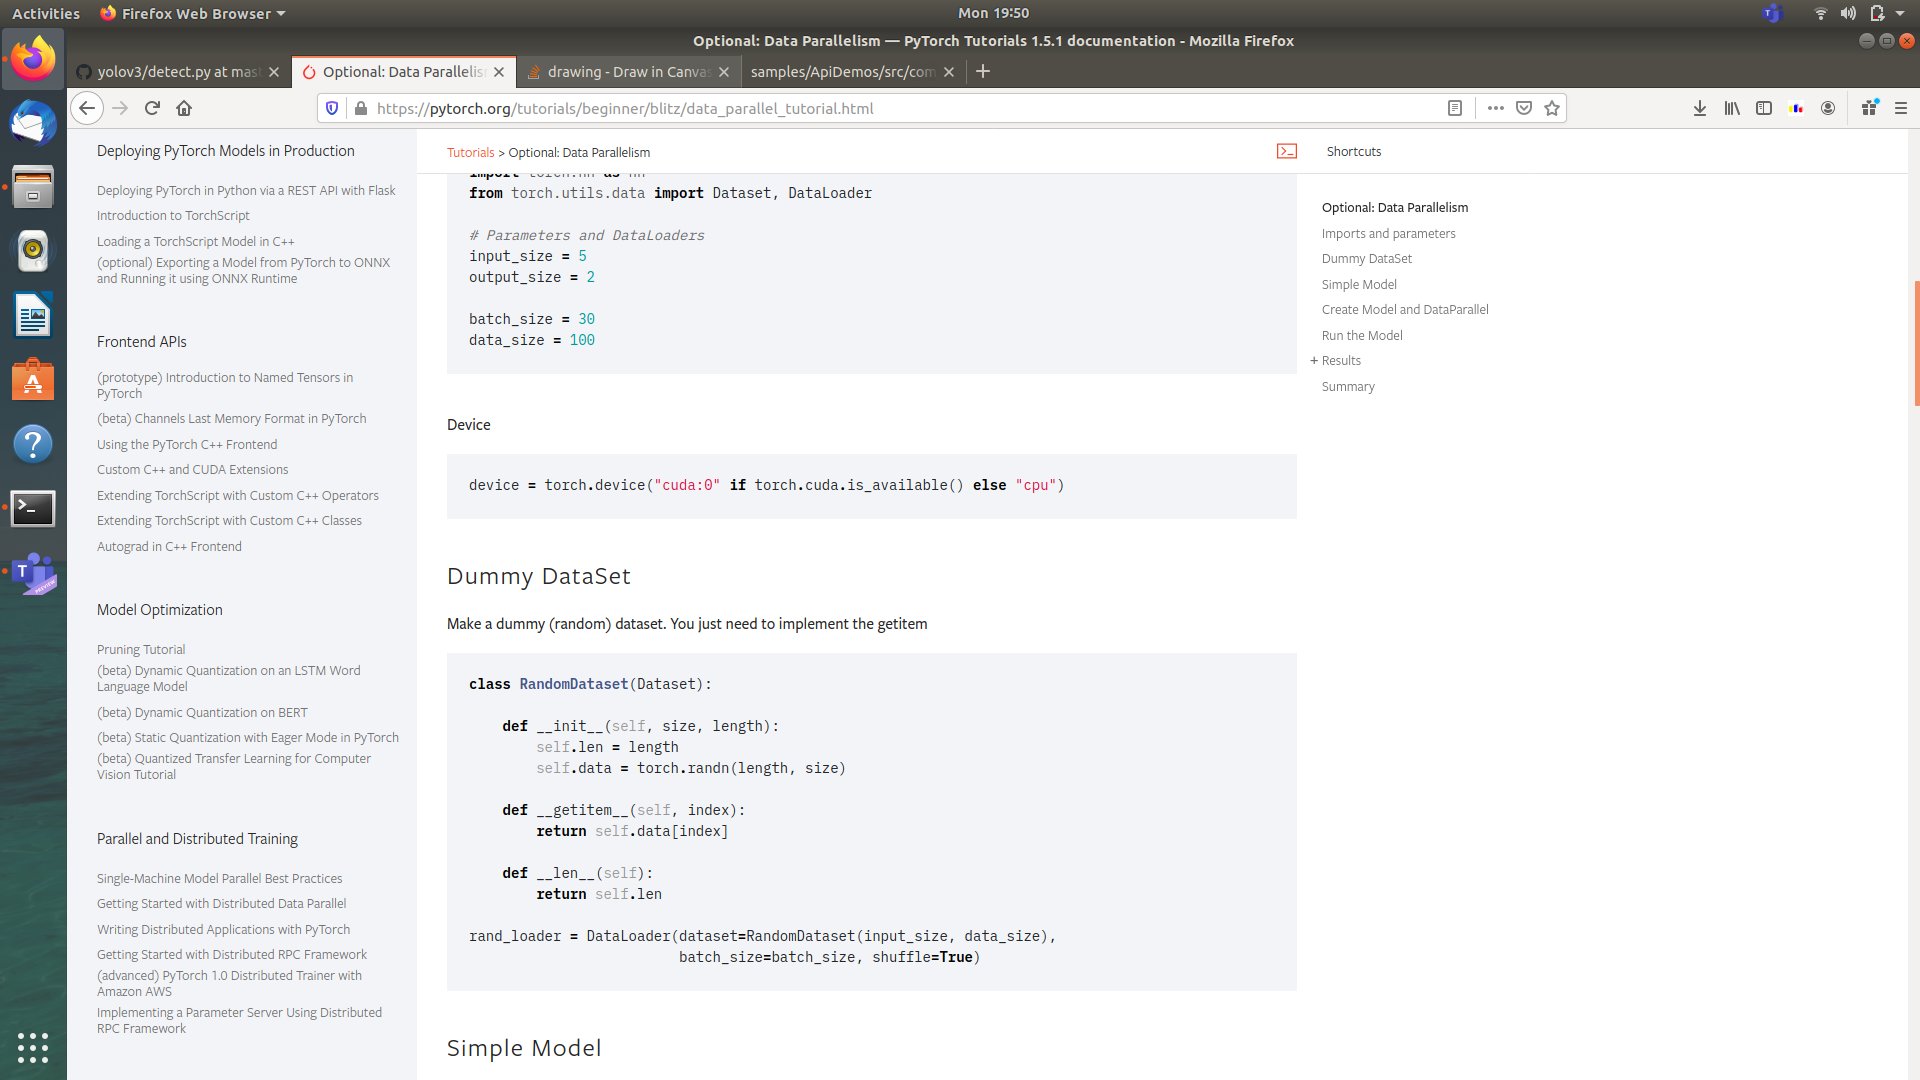 Activities
Firefox Web Browser
Mon 19:50
Optional: Data Parallelism — PyTorch Tutorials 1.5.1 documentation - Mozilla Firefox
yolov3/detect.py at mas
Optional: Data Parallelis
drawing - Draw in Canvas
samples/ApiDemos/src/com
https://pytorch.org/tutorials/beginner/blitz/data_parallel_tutorial.html
Deploying PyTorch Models in Production
Deploying PyTorch in Python via a REST API with Flask
Introduction to TorchScript
Loading a TorchScript Model in C++
(optional) Exporting a Model from PyTorch to ONNX
and Running it using ONNX Runtime
Frontend APIs
(prototype) Introduction to Named Tensors in
PyTorch
(beta) Channels Last Memory Format in PyTorch
Using the PyTorch C++ Frontend
Custom C++ and CUDA Extensions
Extending TorchScript with Custom C++ Operators
Extending TorchScript with Custom C++ Classes
Autograd in C++ Frontend
Model Optimization
Pruning Tutorial
(beta) Dynamic Quantization on an LSTM Word
Language Model
(beta) Dynamic Quantization on BERT
(beta) Static Quantization with Eager Mode in PyTorch
(beta) Quantized Transfer Learning for Computer
Vision Tutorial
Parallel and Distributed Training
Single-Machine Model Parallel Best Practices
Getting Started with Distributed Data Parallel
Writing Distributed Applications with PyTorch
Getting Started with Distributed RPC Framework
(advanced) PyTorch 1.0 Distributed Trainer with
Amazon AWS
Implementing a Parameter Server Using Distributed
RPC Framework
Tutorials > Optional: Data Parallelism
import torch.nn as nn
from torch.utils.data import Dataset, DataLoader
# Parameters and DataLoaders
input_size = 5
output_size = 2
batch_size = 30
data_size = 100
Device
device = torch.device("cuda:0" if torch.cuda.is_available() else "cpu")
Dummy DataSet
Make a dummy (random) dataset. You just need to implement the getitem
class RandomDataset(Dataset):
def __init__(self, size, length):
self.len = length
self.data = torch.randn(length, size)
def __getitem__(self, index):
return self.data[index]
def __len__(self):
return self.len
rand_loader = DataLoader(dataset=RandomDataset(input_size, data_size),
batch_size=batch_size, shuffle=True)
Simple Model
Shortcuts
Optional: Data Parallelism
Imports and parameters
Dummy DataSet
Simple Model
Create Model and DataParallel
Run the Model
+ Results
Summary